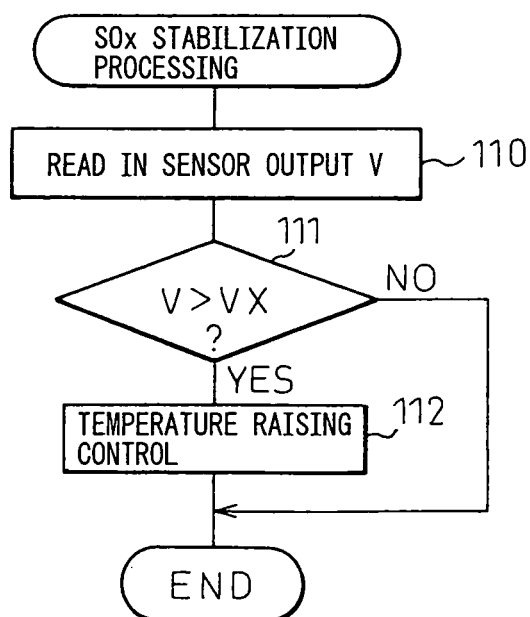 SOx STABILIZATION
PROCESSING
READ IN SENSOR OUTPUT V
110
111
V>VX
?
NO
YES
TEMPERATURE RAISING
CONTROL
112
END